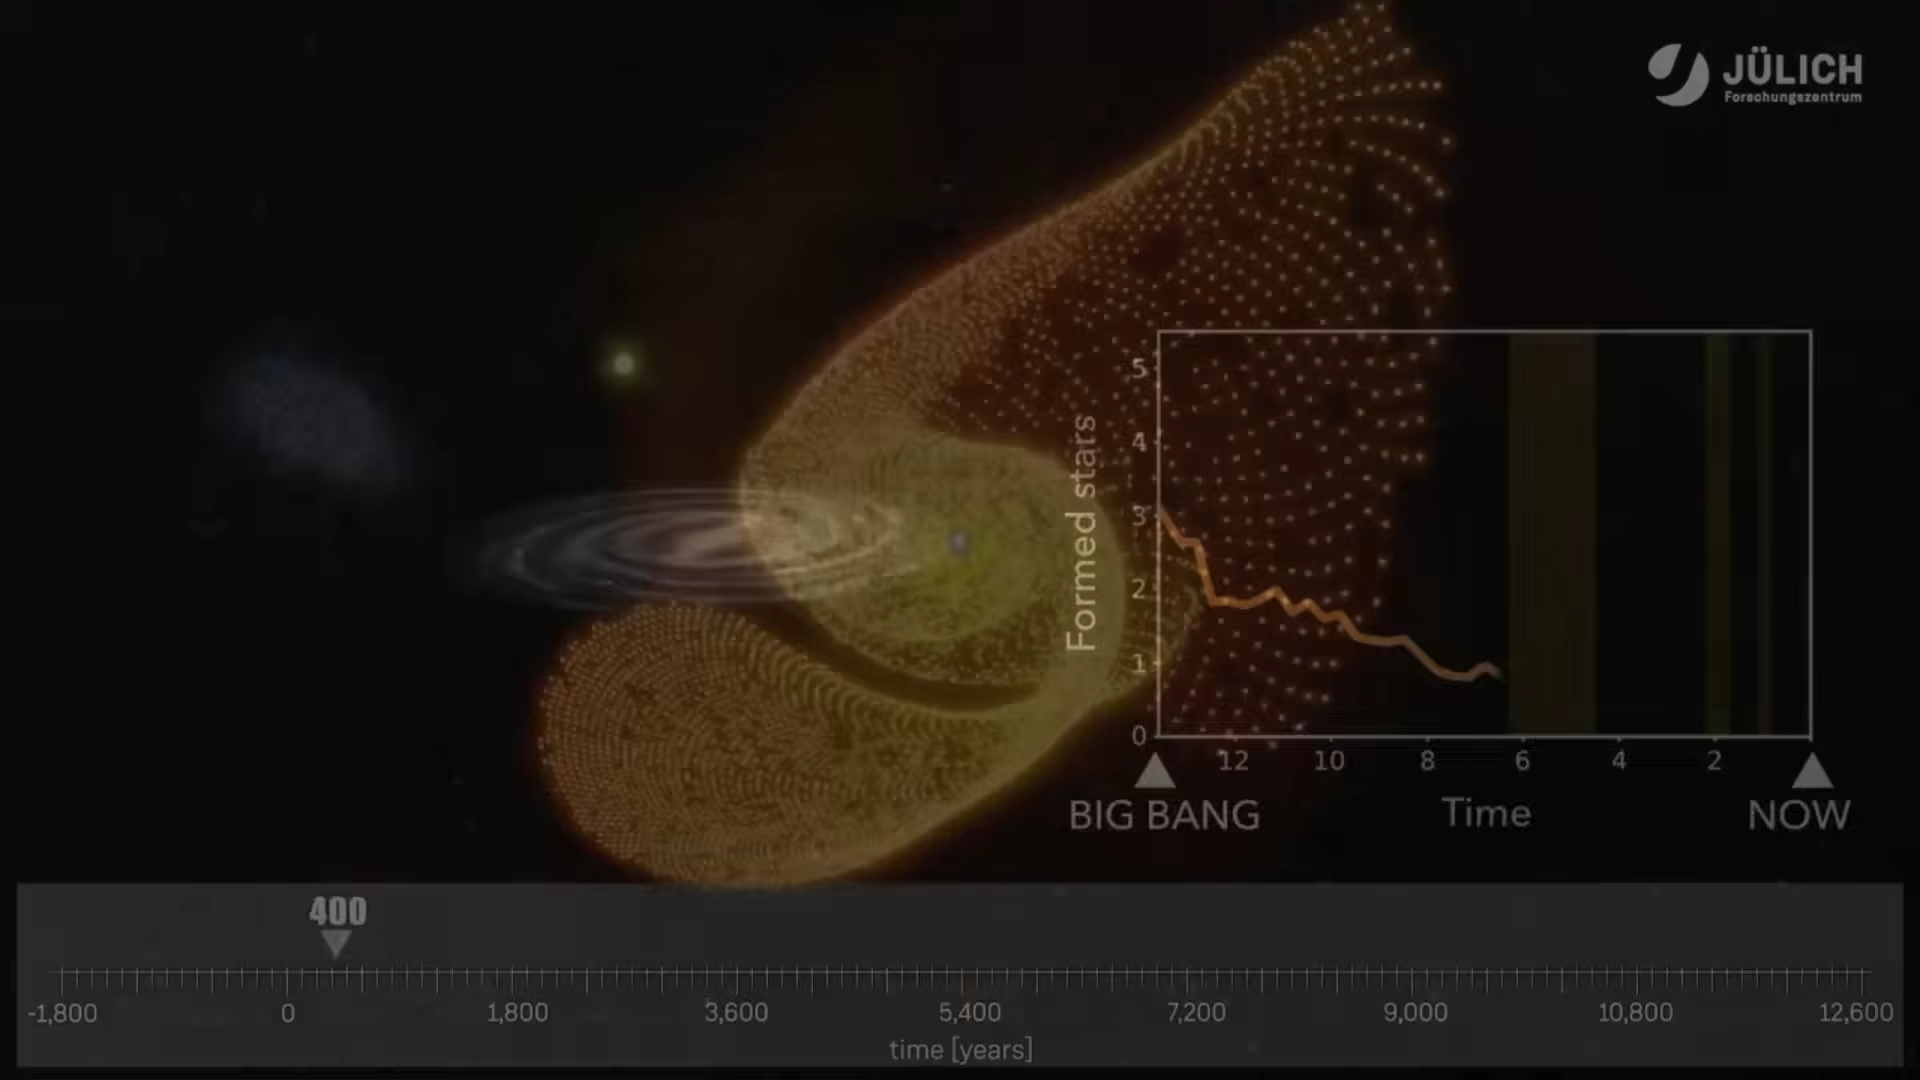 JÜLICH
Forschungszentrum
5
4
3
2
1
0
Formed stars
12 10 8 6 4 2
BIG BANG Time NOW
400
-1,800 0 1,800 3,600 5,400 7,200 9,000 10,800 12,600
time [years]